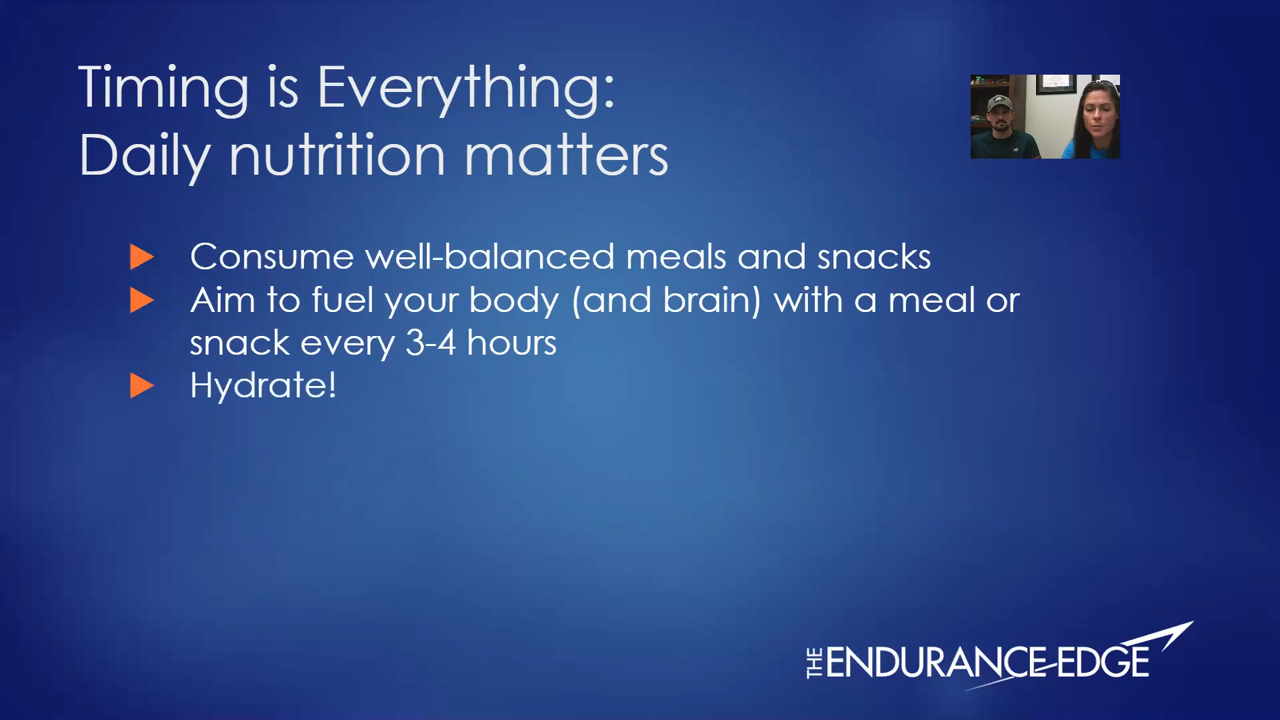 Timing is Everything:
Daily nutrition matters
Consume well-balanced meals and snacks
Aim to fuel your body (and brain) with a meal or
snack every 3-4 hours
Hydrate!
THE ENDURANCE EDGE